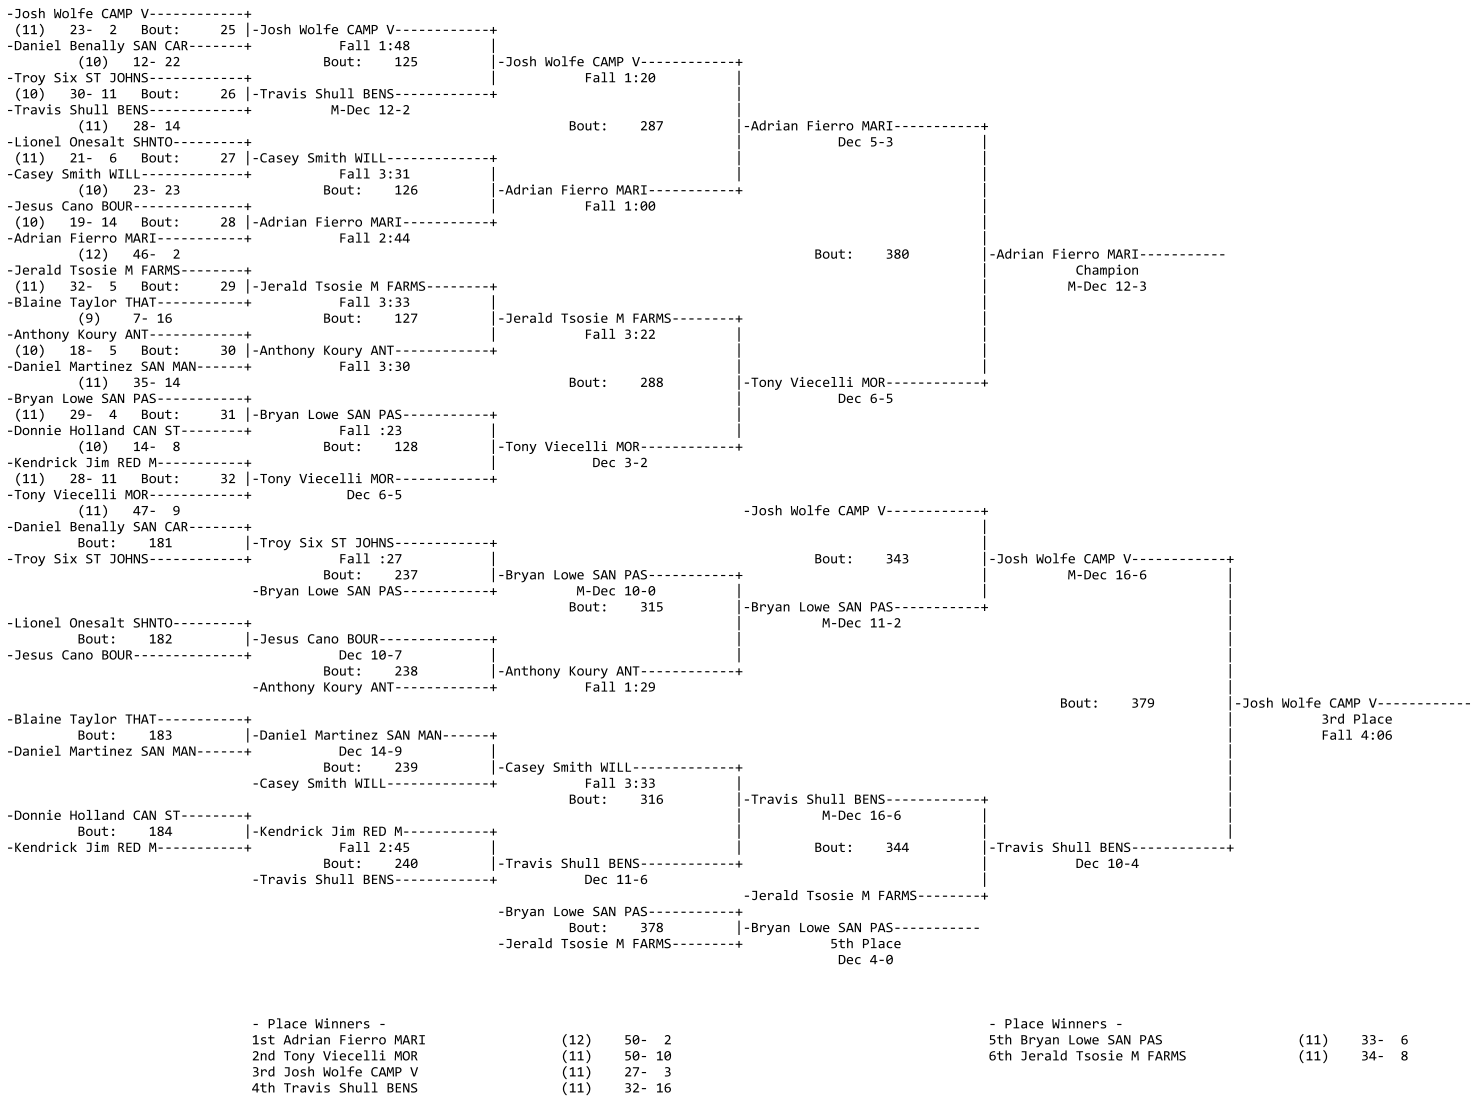 -Josh Wolfe CAMP V------------+
(11) 23- 2 Bout: 25 |-Josh Wolfe CAMP V------------+
-Daniel Benally SAN CAR-------+ Fall 1:48 |
(10) 12- 22 Bout: 125 |-Josh Wolfe CAMP V------------+
-Troy Six ST JOHNS------------+ | Fall 1:20 |
(10) 30- 11 Bout: 26 |-Travis Shull BENS------------+ |
-Travis Shull BENS------------+ M-Dec 12-2 |
(11) 28- 14 Bout: 287 |-Adrian Fierro MARI-----------+
-Lionel Onesalt SHNTO---------+ | Dec 5-3 |
(11) 21- 6 Bout: 27 |-Casey Smith WILL-------------+ | |
-Casey Smith WILL-------------+ Fall 3:31 | | |
(10) 23- 23 Bout: 126 |-Adrian Fierro MARI-----------+ |
-Jesus Cano BOUR--------------+ | Fall 1:00 |
(10) 19- 14 Bout: 28 |-Adrian Fierro MARI-----------+ |
-Adrian Fierro MARI-----------+ Fall 2:44 |
(12) 46- 2 Bout: 380 |-Adrian Fierro MARI-----------
-Jerald Tsosie M FARMS--------+ | Champion
(11) 32- 5 Bout: 29 |-Jerald Tsosie M FARMS--------+ | M-Dec 12-3
-Blaine Taylor THAT-----------+ Fall 3:33 | |
(9) 7- 16 Bout: 127 |-Jerald Tsosie M FARMS--------+ |
-Anthony Koury ANT------------+ | Fall 3:22 | |
(10) 18- 5 Bout: 30 |-Anthony Koury ANT------------+ | |
-Daniel Martinez SAN MAN------+ Fall 3:30 | |
(11) 35- 14 Bout: 288 |-Tony Viecelli MOR------------+
-Bryan Lowe SAN PAS-----------+ | Dec 6-5
(11) 29- 4 Bout: 31 |-Bryan Lowe SAN PAS-----------+ |
-Donnie Holland CAN ST--------+ Fall :23 | |
(10) 14- 8 Bout: 128 |-Tony Viecelli MOR------------+
-Kendrick Jim RED M-----------+ | Dec 3-2
(11) 28- 11 Bout: 32 |-Tony Viecelli MOR------------+
-Tony Viecelli MOR------------+ Dec 6-5
(11) 47- 9 -Josh Wolfe CAMP V------------+
-Daniel Benally SAN CAR-------+ |
Bout: 181 |-Troy Six ST JOHNS------------+ |
-Troy Six ST JOHNS------------+ Fall :27 | Bout: 343 |-Josh Wolfe CAMP V------------+
Bout: 237 |-Bryan Lowe SAN PAS-----------+ | M-Dec 16-6 |
-Bryan Lowe SAN PAS-----------+ M-Dec 10-0 | | |
Bout: 315 |-Bryan Lowe SAN PAS-----------+ |
-Lionel Onesalt SHNTO---------+ | M-Dec 11-2 |
Bout: 182 |-Jesus Cano BOUR--------------+ | |
-Jesus Cano BOUR--------------+ Dec 10-7 | | |
Bout: 238 |-Anthony Koury ANT------------+ |
-Anthony Koury ANT------------+ Fall 1:29 |
Bout: 379 |-Josh Wolfe CAMP V------------
-Blaine Taylor THAT-----------+ | 3rd Place
Bout: 183 |-Daniel Martinez SAN MAN------+ | Fall 4:06
-Daniel Martinez SAN MAN------+ Dec 14-9 | |
Bout: 239 |-Casey Smith WILL-------------+ |
-Casey Smith WILL-------------+ Fall 3:33 | |
Bout: 316 |-Travis Shull BENS------------+ |
-Donnie Holland CAN ST--------+ | M-Dec 16-6 | |
Bout: 184 |-Kendrick Jim RED M-----------+ | | |
-Kendrick Jim RED M-----------+ Fall 2:45 | | Bout: 344 |-Travis Shull BENS------------+
Bout: 240 |-Travis Shull BENS------------+ | Dec 10-4
-Travis Shull BENS------------+ Dec 11-6 |
-Jerald Tsosie M FARMS--------+
-Bryan Lowe SAN PAS-----------+
Bout: 378 |-Bryan Lowe SAN PAS-----------
-Jerald Tsosie M FARMS--------+ 5th Place
Dec 4-0
- Place Winners - - Place Winners -
1st Adrian Fierro MARI (12) 50- 2 5th Bryan Lowe SAN PAS (11) 33- 6
2nd Tony Viecelli MOR (11) 50- 10 6th Jerald Tsosie M FARMS (11) 34- 8
3rd Josh Wolfe CAMP V (11) 27- 3
4th Travis Shull BENS (11) 32- 16